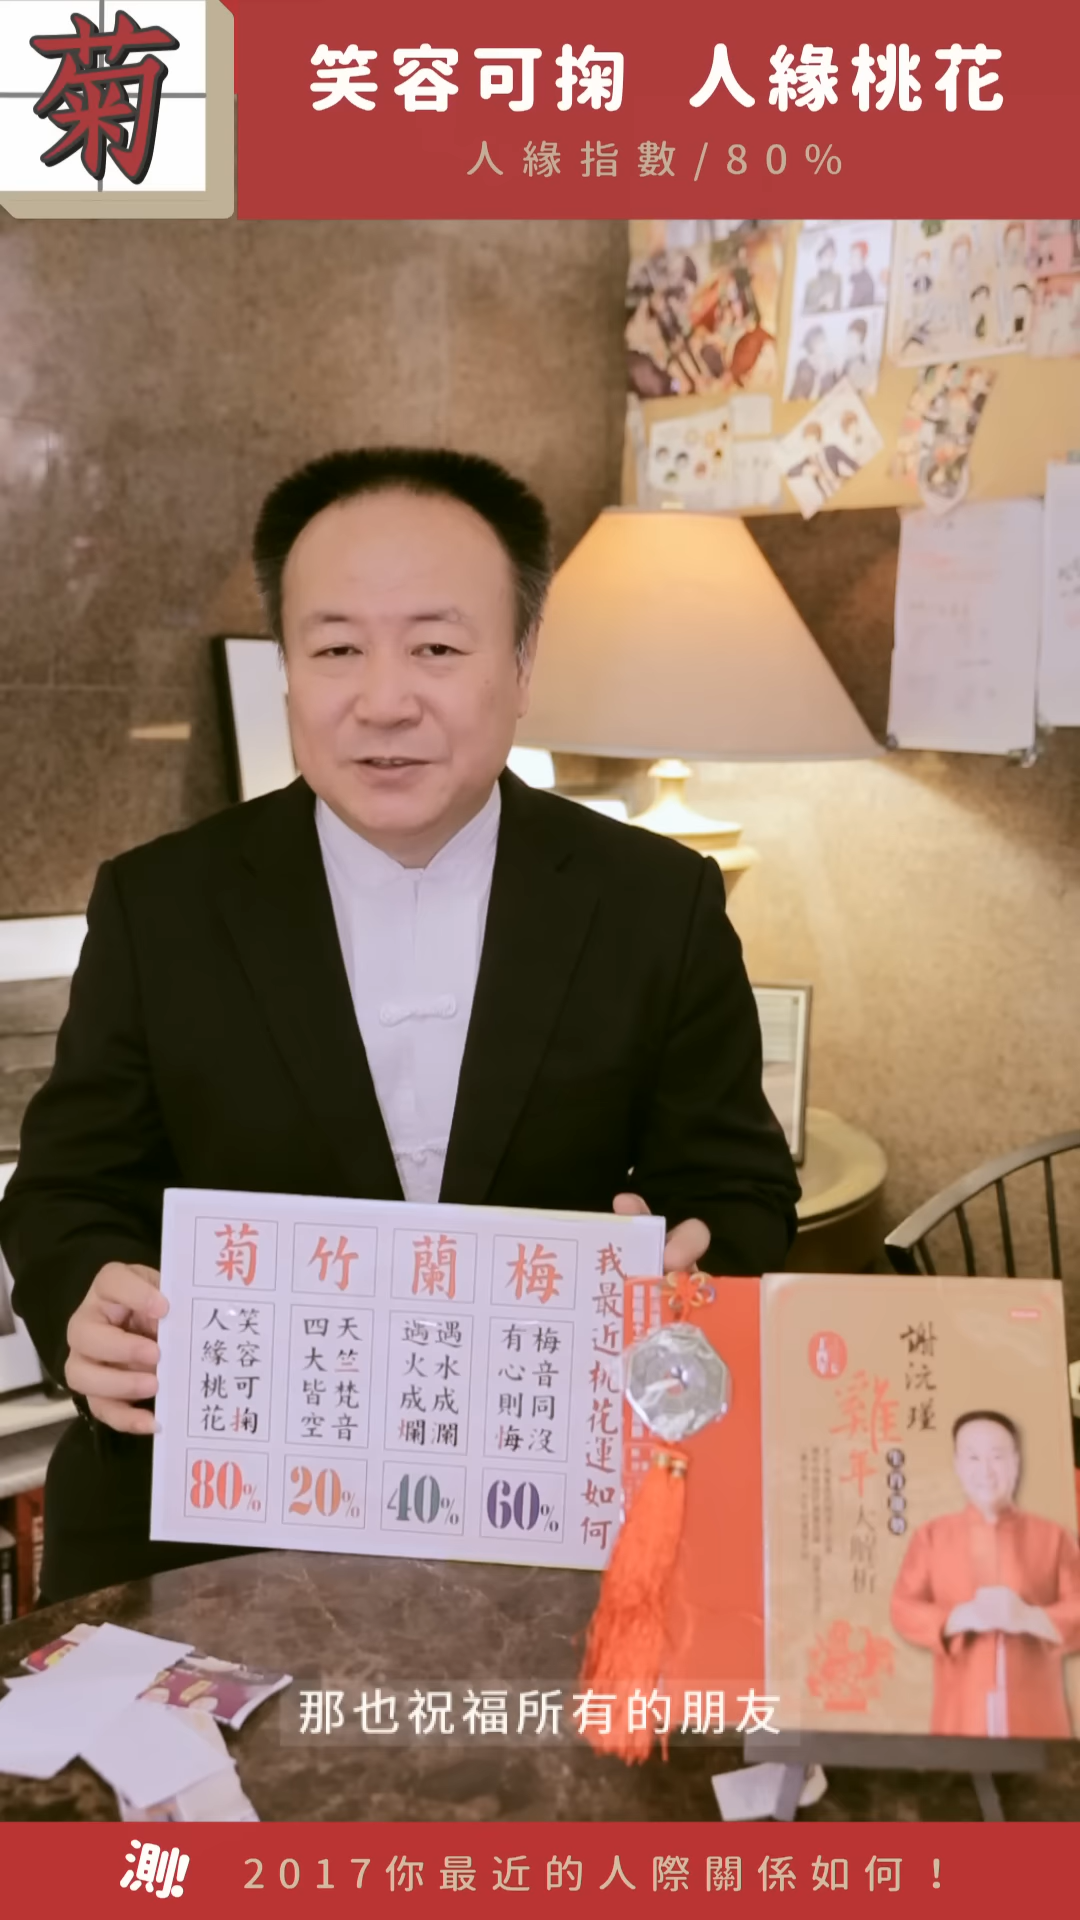 菊
笑容可掬 人緣桃花
人緣指數/80%
我最近桃花運如何
梅
蘭
竹
菊
梅音同沒
有心則悔
遇水成瀾
遇火成爛
天竺梵音
四大皆空
笑容可掬
人緣桃花
80%
20%
40%
60%
謝沅瑾
雞年
大解析
那也祝福所有的朋友
測!
2017你最近的人際關係如何!